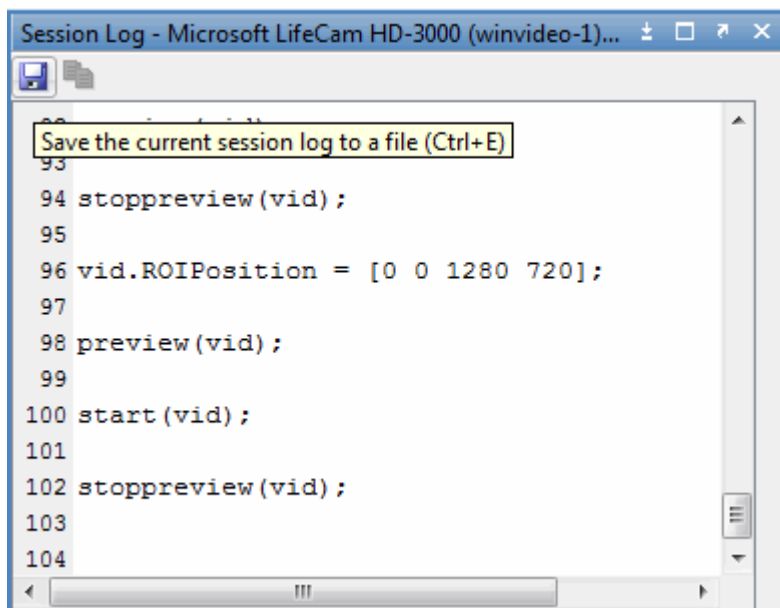 Session Log - Microsoft LifeCam HD-3000 (winvideo-1)...
Save the current session log to a file (Ctrl+E)
93
94 stoppreview(vid);
95
96 vid.ROIPosition = [0 0 1280 720];
97
98 preview(vid);
99
100 start(vid);
101
102 stoppreview(vid);
103
104